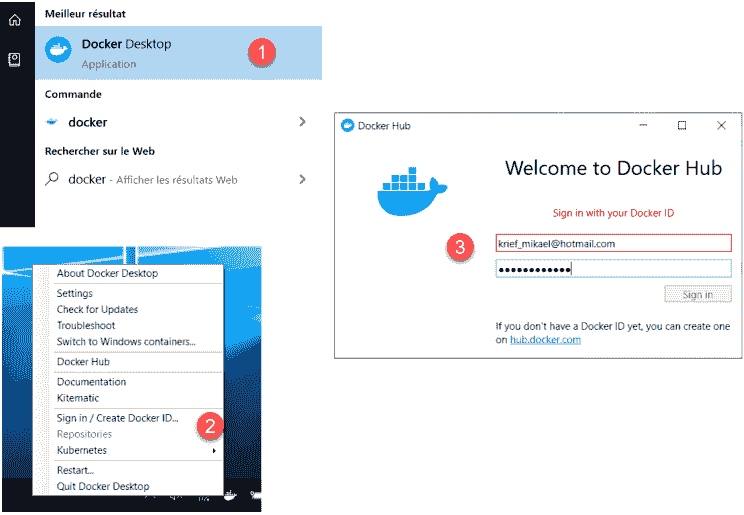 Meilleur résultat
Docker Desktop
Application
1
Commande
docker
Rechercher sur le Web
docker - Afficher les résultats Web
About Docker Desktop
Settings
Check for Updates
Troubleshoot
Switch to Windows containers...
Docker Hub
Documentation
Kitematic
Sign in / Create Docker ID...
2
Repositories
Kubernetes
Restart...
Quit Docker Desktop
Docker Hub
Welcome to Docker Hub
Sign in with your Docker ID
3
krief_mikael@hotmail.com
••••••••••••
Sign in
If you don't have a Docker ID yet, you can create one
on hub.docker.com